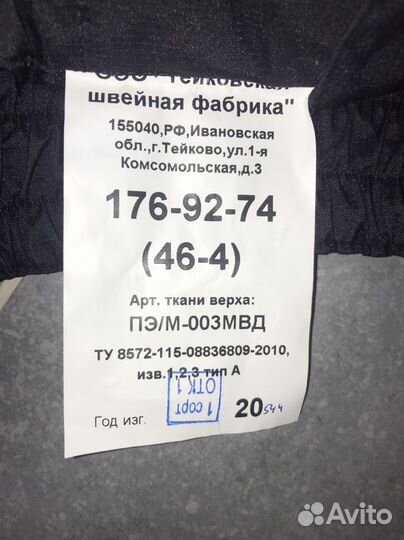 ООО "Тейковская
швейная фабрика"
155040,РФ,Ивановская
обл.,г.Тейково,ул.1-я
Комсомольская,д.3
176-92-74
(46-4)
Арт. ткани верха:
ПЭ/М-003МВД
ТУ 8572-115-08836809-2010,
изв.1,2,3 тип А
ОТК 1
1 сорт
Год изг. 20
Avito